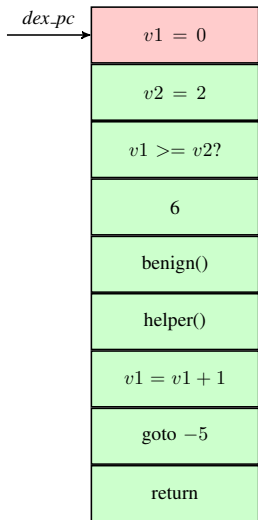 dex_pc
v1 = 0
v2 = 2
v1 >= v2?
6
benign()
helper()
v1 = v1 + 1
goto −5
return